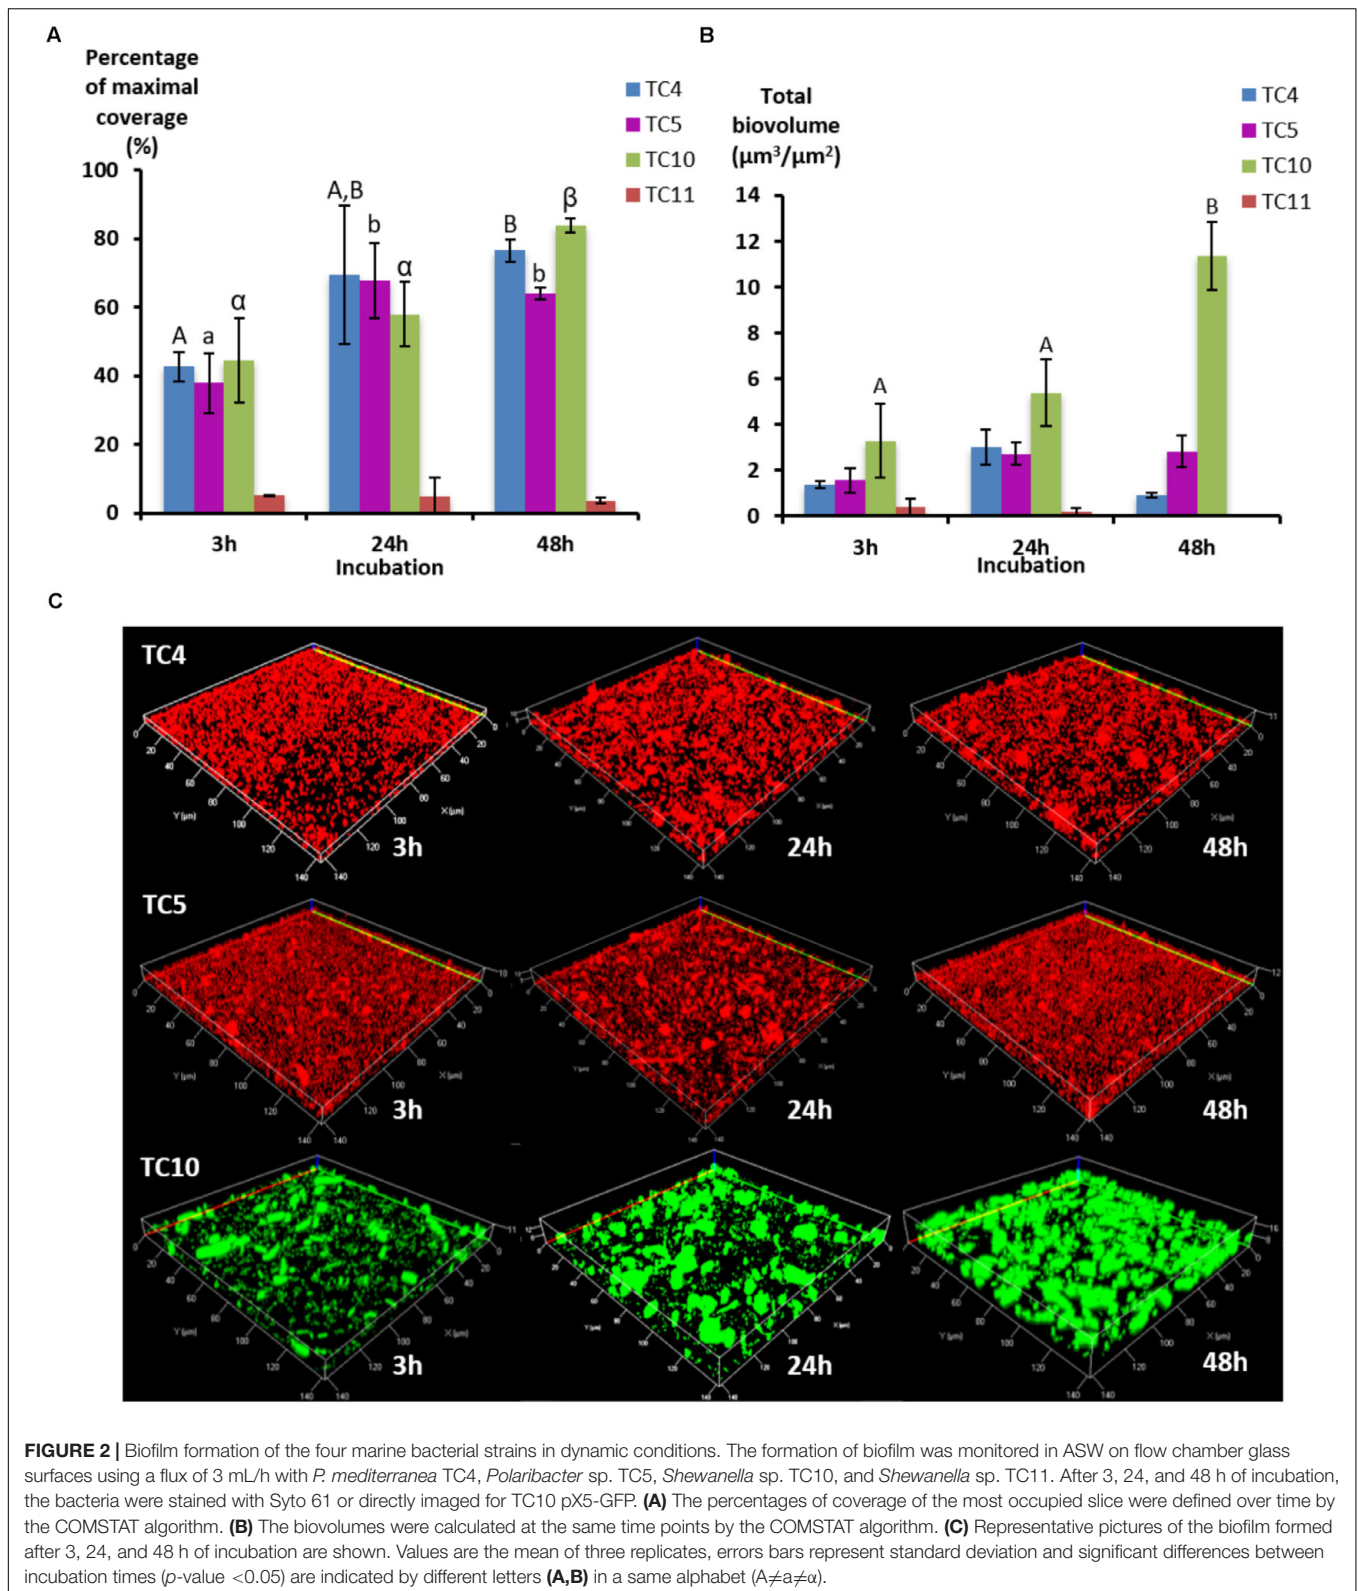 A
Percentage
of maximal
coverage
(%)
TC4
TC5
TC10
TC11
100
80
60
40
20
0
A
a
α
A,B
b
α
B
b
β
3h
24h
48h
Incubation
B
Total
biovolume
(µm³/µm²)
TC4
TC5
TC10
TC11
14
12
10
8
6
4
2
0
A
A
B
3h
24h
48h
Incubation
C
TC4
3h
24h
48h
TC5
3h
24h
48h
TC10
3h
24h
48h
FIGURE 2 | Biofilm formation of the four marine bacterial strains in dynamic conditions. The formation of biofilm was monitored in ASW on flow chamber glass
surfaces using a flux of 3 mL/h with P. mediterranea TC4, Polaribacter sp. TC5, Shewanella sp. TC10, and Shewanella sp. TC11. After 3, 24, and 48 h of incubation,
the bacteria were stained with Syto 61 or directly imaged for TC10 pX5-GFP. (A) The percentages of coverage of the most occupied slice were defined over time by
the COMSTAT algorithm. (B) The biovolumes were calculated at the same time points by the COMSTAT algorithm. (C) Representative pictures of the biofilm formed
after 3, 24, and 48 h of incubation are shown. Values are the mean of three replicates, errors bars represent standard deviation and significant differences between
incubation times (p-value <0.05) are indicated by different letters (A,B) in a same alphabet (A≠a≠α).